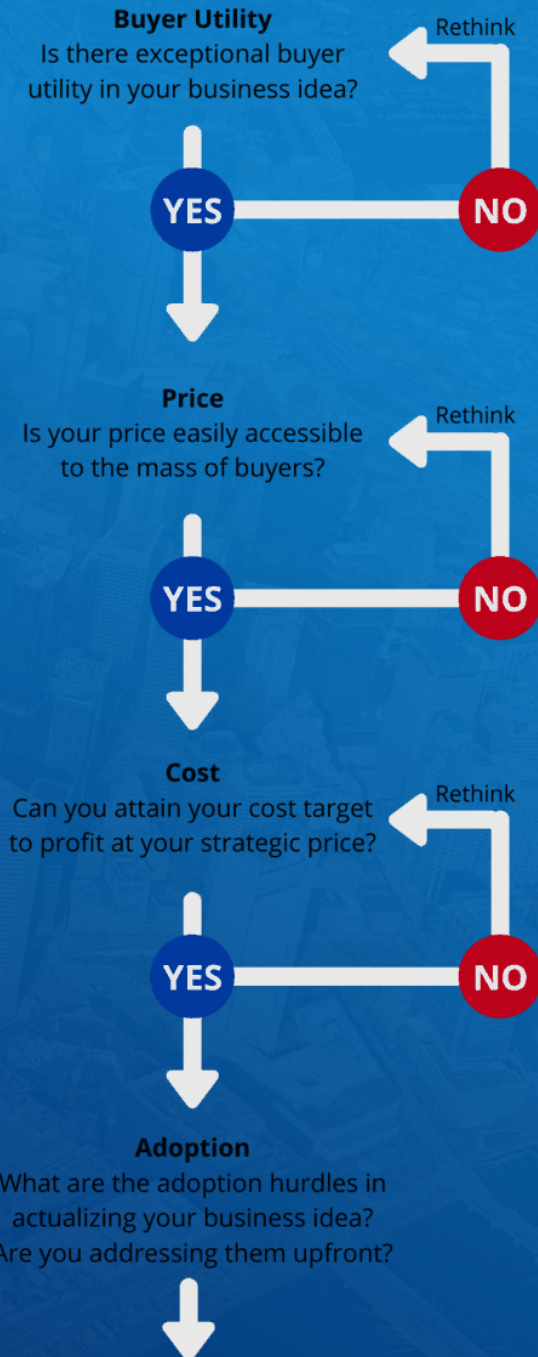 Buyer Utility
Rethink
Is there exceptional buyer
utility in your business idea?
YES
NO
Price
Rethink
Is your price easily accessible
to the mass of buyers?
YES
NO
Cost
Rethink
Can you attain your cost target
to profit at your strategic price?
YES
NO
Adoption
What are the adoption hurdles in
actualizing your business idea?
Are you addressing them upfront?